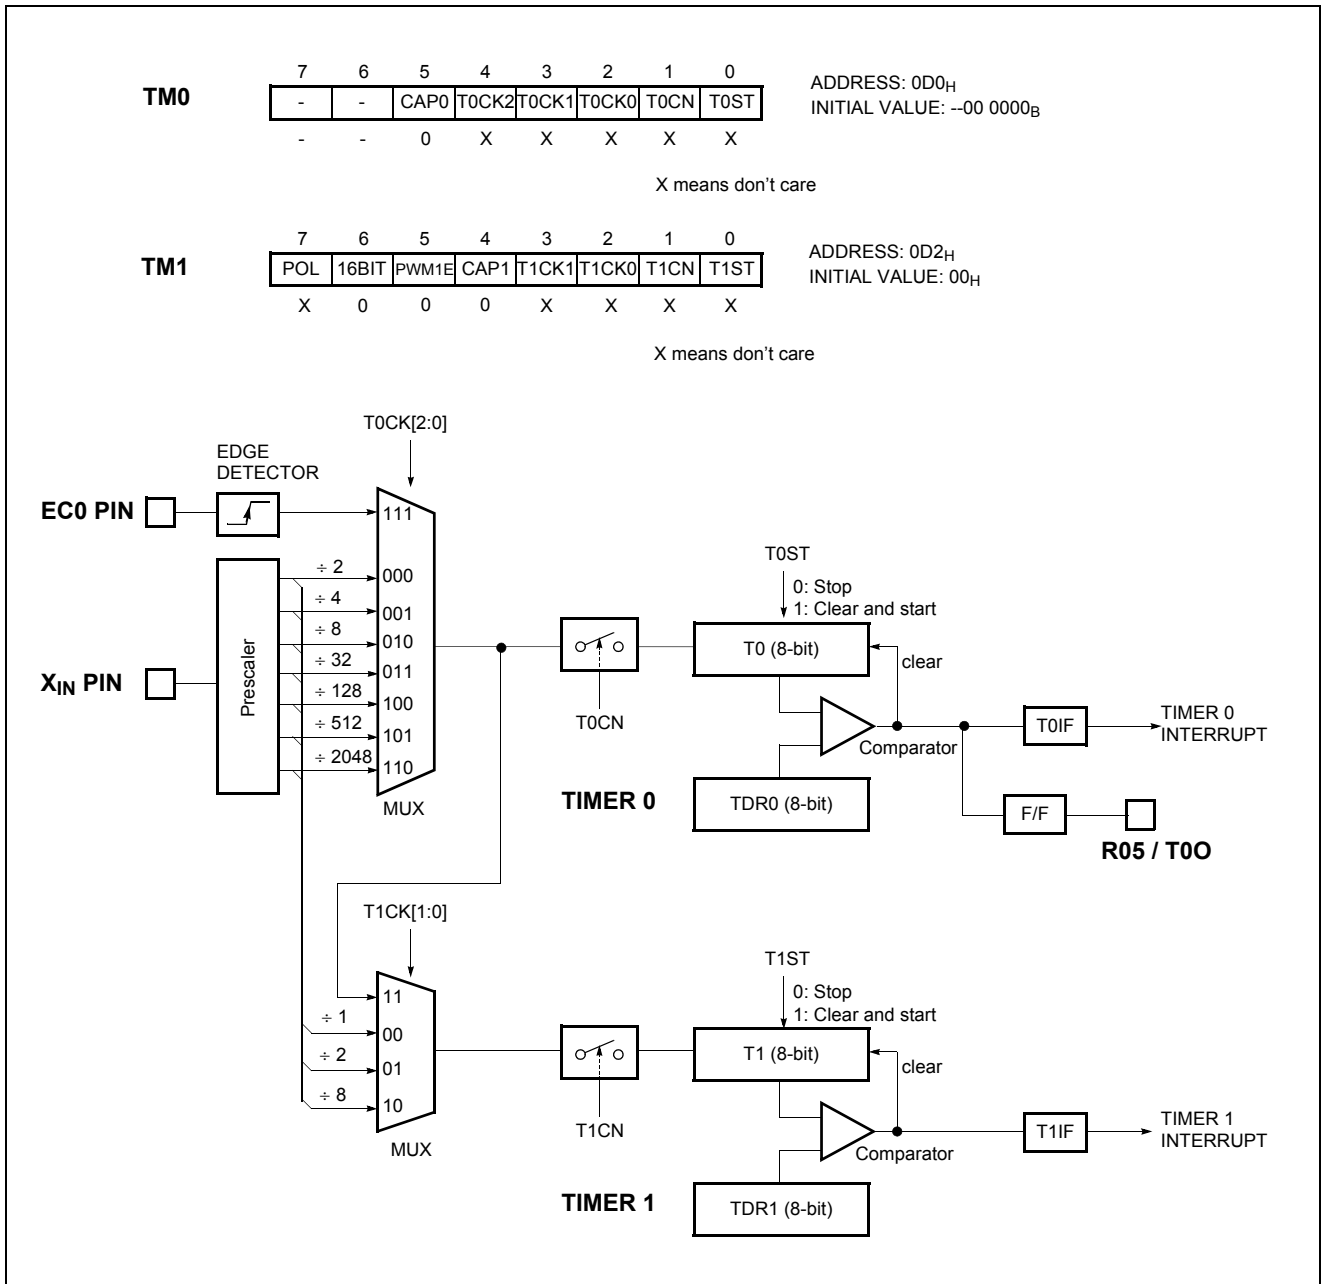 7 6 5 4 3 2 1 0
TM0 - - CAP0 T0CK2 T0CK1 T0CK0 T0CN T0ST
- - 0 X X X X X
ADDRESS: 0D0H
INITIAL VALUE: --00 0000B
X means don't care
7 6 5 4 3 2 1 0
TM1 POL 16BIT PWM1E CAP1 T1CK1 T1CK0 T1CN T1ST
X 0 0 0 X X X X
ADDRESS: 0D2H
INITIAL VALUE: 00H
X means don't care
T0CK[2:0]
EDGE
DETECTOR
EC0 PIN
111
XIN PIN
Prescaler
÷ 2 000
÷ 4 001
÷ 8 010
÷ 32 011
÷ 128 100
÷ 512 101
÷ 2048 110
MUX
T0CN
T0ST
0: Stop
1: Clear and start
T0 (8-bit)
clear
Comparator
T0IF
TIMER 0
INTERRUPT
TIMER 0
TDR0 (8-bit)
F/F
R05 / T0O
T1CK[1:0]
11
÷ 1 00
÷ 2 01
÷ 8 10
MUX
T1CN
T1ST
0: Stop
1: Clear and start
T1 (8-bit)
clear
Comparator
T1IF
TIMER 1
INTERRUPT
TIMER 1
TDR1 (8-bit)